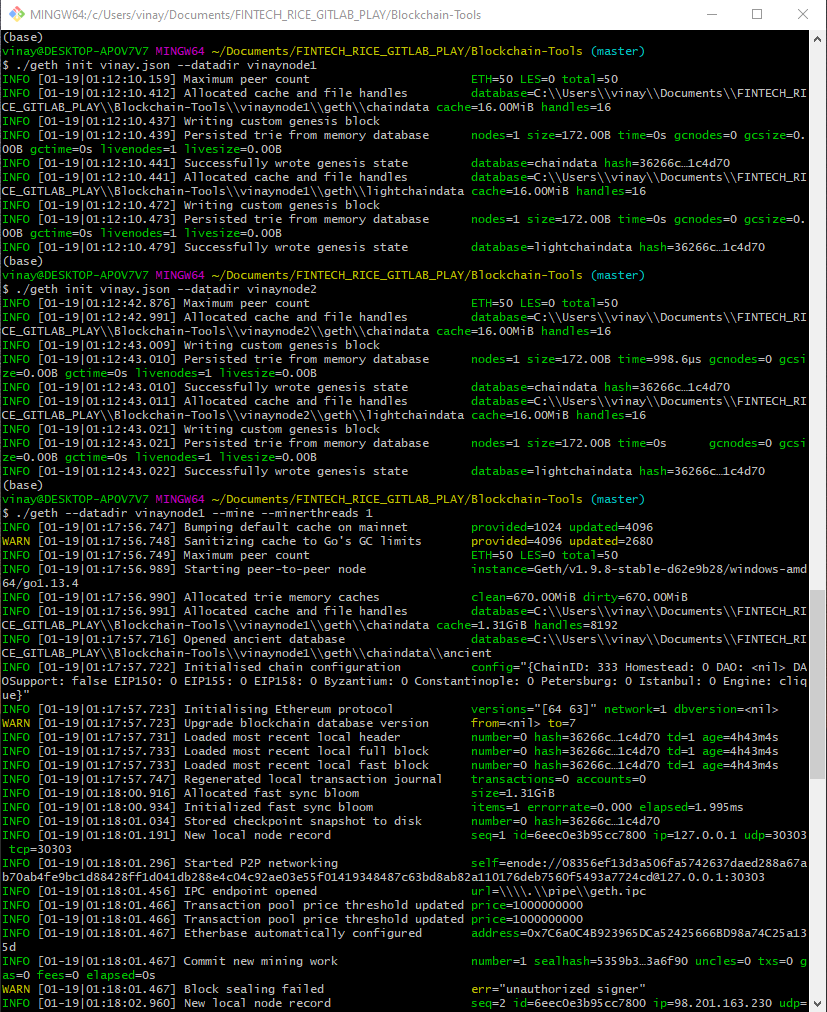 MINGW64:/c/Users/vinay/Documents/FINTECH_RICE_GITLAB_PLAY/Blockchain-Tools
(base)
vinay@DESKTOP-APOV7V7 MINGW64 ~/Documents/FINTECH_RICE_GITLAB_PLAY/Blockchain-Tools (master)
$ ./geth init vinay.json --datadir vinaynode1
INFO [01-19|01:12:10.159] Maximum peer count                       ETH=50 LES=0 total=50
INFO [01-19|01:12:10.412] Allocated cache and file handles         database=C:\\Users\\vinay\\Documents\\FINTECH_RI
CE_GITLAB_PLAY\\Blockchain-Tools\\vinaynode1\\geth\\chaindata cache=16.00MiB handles=16
INFO [01-19|01:12:10.437] Writing custom genesis block
INFO [01-19|01:12:10.439] Persisted trie from memory database      nodes=1 size=172.00B time=0s gcnodes=0 gcsize=0.
00B gctime=0s livenodes=1 livesize=0.00B
INFO [01-19|01:12:10.441] Successfully wrote genesis state         database=chaindata hash=36266c…1c4d70
INFO [01-19|01:12:10.441] Allocated cache and file handles         database=C:\\Users\\vinay\\Documents\\FINTECH_RI
CE_GITLAB_PLAY\\Blockchain-Tools\\vinaynode1\\geth\\lightchaindata cache=16.00MiB handles=16
INFO [01-19|01:12:10.472] Writing custom genesis block
INFO [01-19|01:12:10.473] Persisted trie from memory database      nodes=1 size=172.00B time=0s gcnodes=0 gcsize=0.
00B gctime=0s livenodes=1 livesize=0.00B
INFO [01-19|01:12:10.479] Successfully wrote genesis state         database=lightchaindata hash=36266c…1c4d70
(base)
vinay@DESKTOP-APOV7V7 MINGW64 ~/Documents/FINTECH_RICE_GITLAB_PLAY/Blockchain-Tools (master)
$ ./geth init vinay.json --datadir vinaynode2
INFO [01-19|01:12:42.876] Maximum peer count                       ETH=50 LES=0 total=50
INFO [01-19|01:12:42.991] Allocated cache and file handles         database=C:\\Users\\vinay\\Documents\\FINTECH_RI
CE_GITLAB_PLAY\\Blockchain-Tools\\vinaynode2\\geth\\chaindata cache=16.00MiB handles=16
INFO [01-19|01:12:43.009] Writing custom genesis block
INFO [01-19|01:12:43.010] Persisted trie from memory database      nodes=1 size=172.00B time=998.6µs gcnodes=0 gcsi
ze=0.00B gctime=0s livenodes=1 livesize=0.00B
INFO [01-19|01:12:43.010] Successfully wrote genesis state         database=chaindata hash=36266c…1c4d70
INFO [01-19|01:12:43.011] Allocated cache and file handles         database=C:\\Users\\vinay\\Documents\\FINTECH_RI
CE_GITLAB_PLAY\\Blockchain-Tools\\vinaynode2\\geth\\lightchaindata cache=16.00MiB handles=16
INFO [01-19|01:12:43.021] Writing custom genesis block
INFO [01-19|01:12:43.021] Persisted trie from memory database      nodes=1 size=172.00B time=0s      gcnodes=0 gcsi
ze=0.00B gctime=0s livenodes=1 livesize=0.00B
INFO [01-19|01:12:43.022] Successfully wrote genesis state         database=lightchaindata hash=36266c…1c4d70
(base)
vinay@DESKTOP-APOV7V7 MINGW64 ~/Documents/FINTECH_RICE_GITLAB_PLAY/Blockchain-Tools (master)
$ ./geth --datadir vinaynode1 --mine --minerthreads 1
INFO [01-19|01:17:56.747] Bumping default cache on mainnet         provided=1024 updated=4096
WARN [01-19|01:17:56.748] Sanitizing cache to Go's GC limits       provided=4096 updated=2680
INFO [01-19|01:17:56.749] Maximum peer count                       ETH=50 LES=0 total=50
INFO [01-19|01:17:56.989] Starting peer-to-peer node               instance=Geth/v1.9.8-stable-d62e9b28/windows-amd
64/go1.13.4
INFO [01-19|01:17:56.990] Allocated trie memory caches             clean=670.00MiB dirty=670.00MiB
INFO [01-19|01:17:56.991] Allocated cache and file handles         database=C:\\Users\\vinay\\Documents\\FINTECH_RI
CE_GITLAB_PLAY\\Blockchain-Tools\\vinaynode1\\geth\\chaindata cache=1.31GiB handles=8192
INFO [01-19|01:17:57.716] Opened ancient database                  database=C:\\Users\\vinay\\Documents\\FINTECH_RI
CE_GITLAB_PLAY\\Blockchain-Tools\\vinaynode1\\geth\\chaindata\\ancient
INFO [01-19|01:17:57.722] Initialised chain configuration          config="{ChainID: 333 Homestead: 0 DAO: <nil> DA
OSupport: false EIP150: 0 EIP155: 0 EIP158: 0 Byzantium: 0 Constantinople: 0 Petersburg: 0 Istanbul: 0 Engine: cliq
ue}"
INFO [01-19|01:17:57.723] Initialising Ethereum protocol           versions="[64 63]" network=1 dbversion=<nil>
WARN [01-19|01:17:57.723] Upgrade blockchain database version      from=<nil> to=7
INFO [01-19|01:17:57.731] Loaded most recent local header          number=0 hash=36266c…1c4d70 td=1 age=4h43m4s
INFO [01-19|01:17:57.733] Loaded most recent local full block      number=0 hash=36266c…1c4d70 td=1 age=4h43m4s
INFO [01-19|01:17:57.733] Loaded most recent local fast block      number=0 hash=36266c…1c4d70 td=1 age=4h43m4s
INFO [01-19|01:17:57.747] Regenerated local transaction journal    transactions=0 accounts=0
INFO [01-19|01:18:00.916] Allocated fast sync bloom                size=1.31GiB
INFO [01-19|01:18:00.934] Initialized fast sync bloom              items=1 errorrate=0.000 elapsed=1.995ms
INFO [01-19|01:18:01.034] Stored checkpoint snapshot to disk       number=0 hash=36266c…1c4d70
INFO [01-19|01:18:01.191] New local node record                    seq=1 id=6eec0e3b95cc7800 ip=127.0.0.1 udp=30303
 tcp=30303
INFO [01-19|01:18:01.296] Started P2P networking                   self=enode://08356ef13d3a506fa5742637daed288a67a
b70ab4fe9bc1d88428ff1d041db288e4c04c92ae03e55f01419348487c63bd8ab82a110176deb7560f5493a7724cd@127.0.0.1:30303
INFO [01-19|01:18:01.456] IPC endpoint opened                      url=\\\\.\\pipe\\geth.ipc
INFO [01-19|01:18:01.466] Transaction pool price threshold updated price=1000000000
INFO [01-19|01:18:01.466] Transaction pool price threshold updated price=1000000000
INFO [01-19|01:18:01.467] Etherbase automatically configured       address=0x7C6a0C4B923965DCa52425666BD98a74C25a13
5d
INFO [01-19|01:18:01.467] Commit new mining work                   number=1 sealhash=5359b3…3a6f90 uncles=0 txs=0 g
as=0 fees=0 elapsed=0s
WARN [01-19|01:18:01.467] Block sealing failed                     err="unauthorized signer"
INFO [01-19|01:18:02.960] New local node record                    seq=2 id=6eec0e3b95cc7800 ip=98.201.163.230 udp=